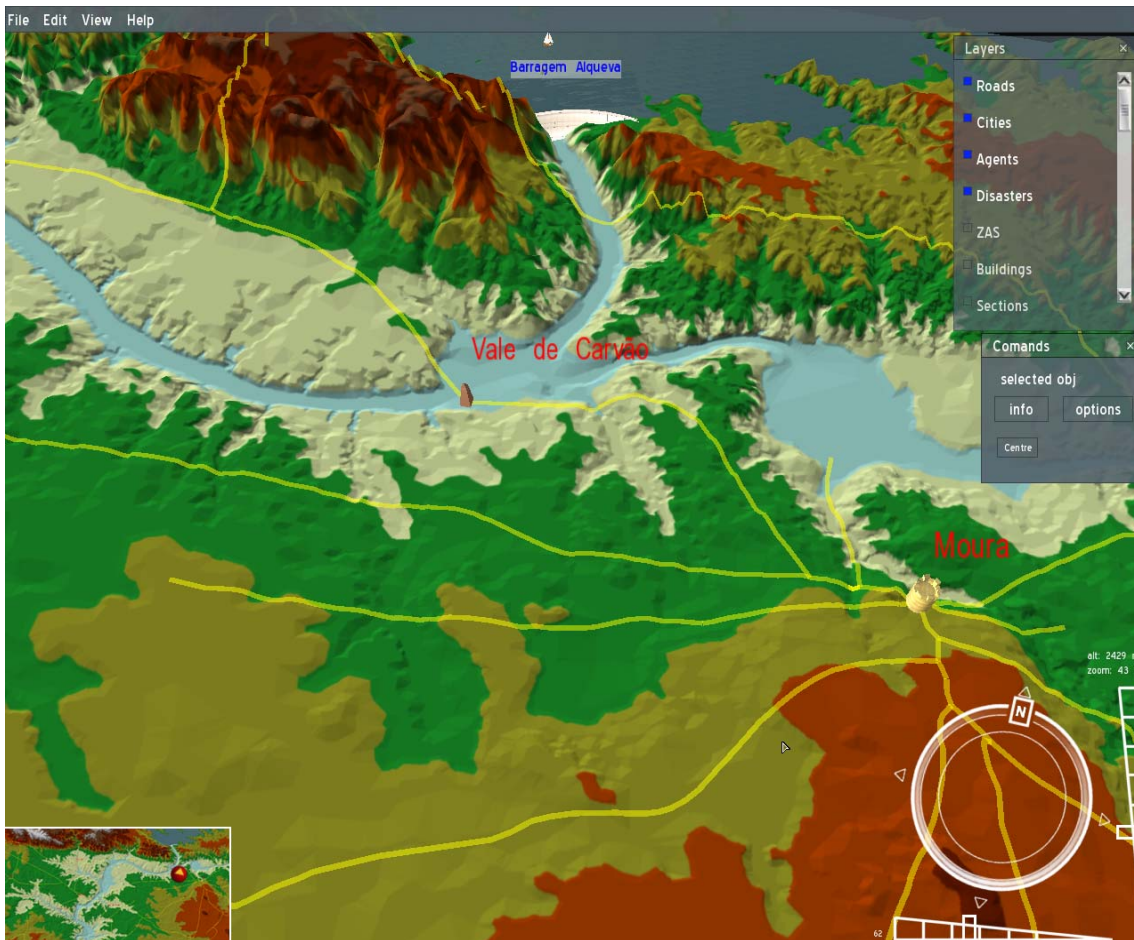 File Edit View Help
Barragem Alqueva
Layers
Roads
Cities
Agents
Disasters
ZAS
Buildings
Sections
Comands
selected obj
info options
Centre
Vale de Carvão
Moura
alt: 2429
zoom: 43
N
62